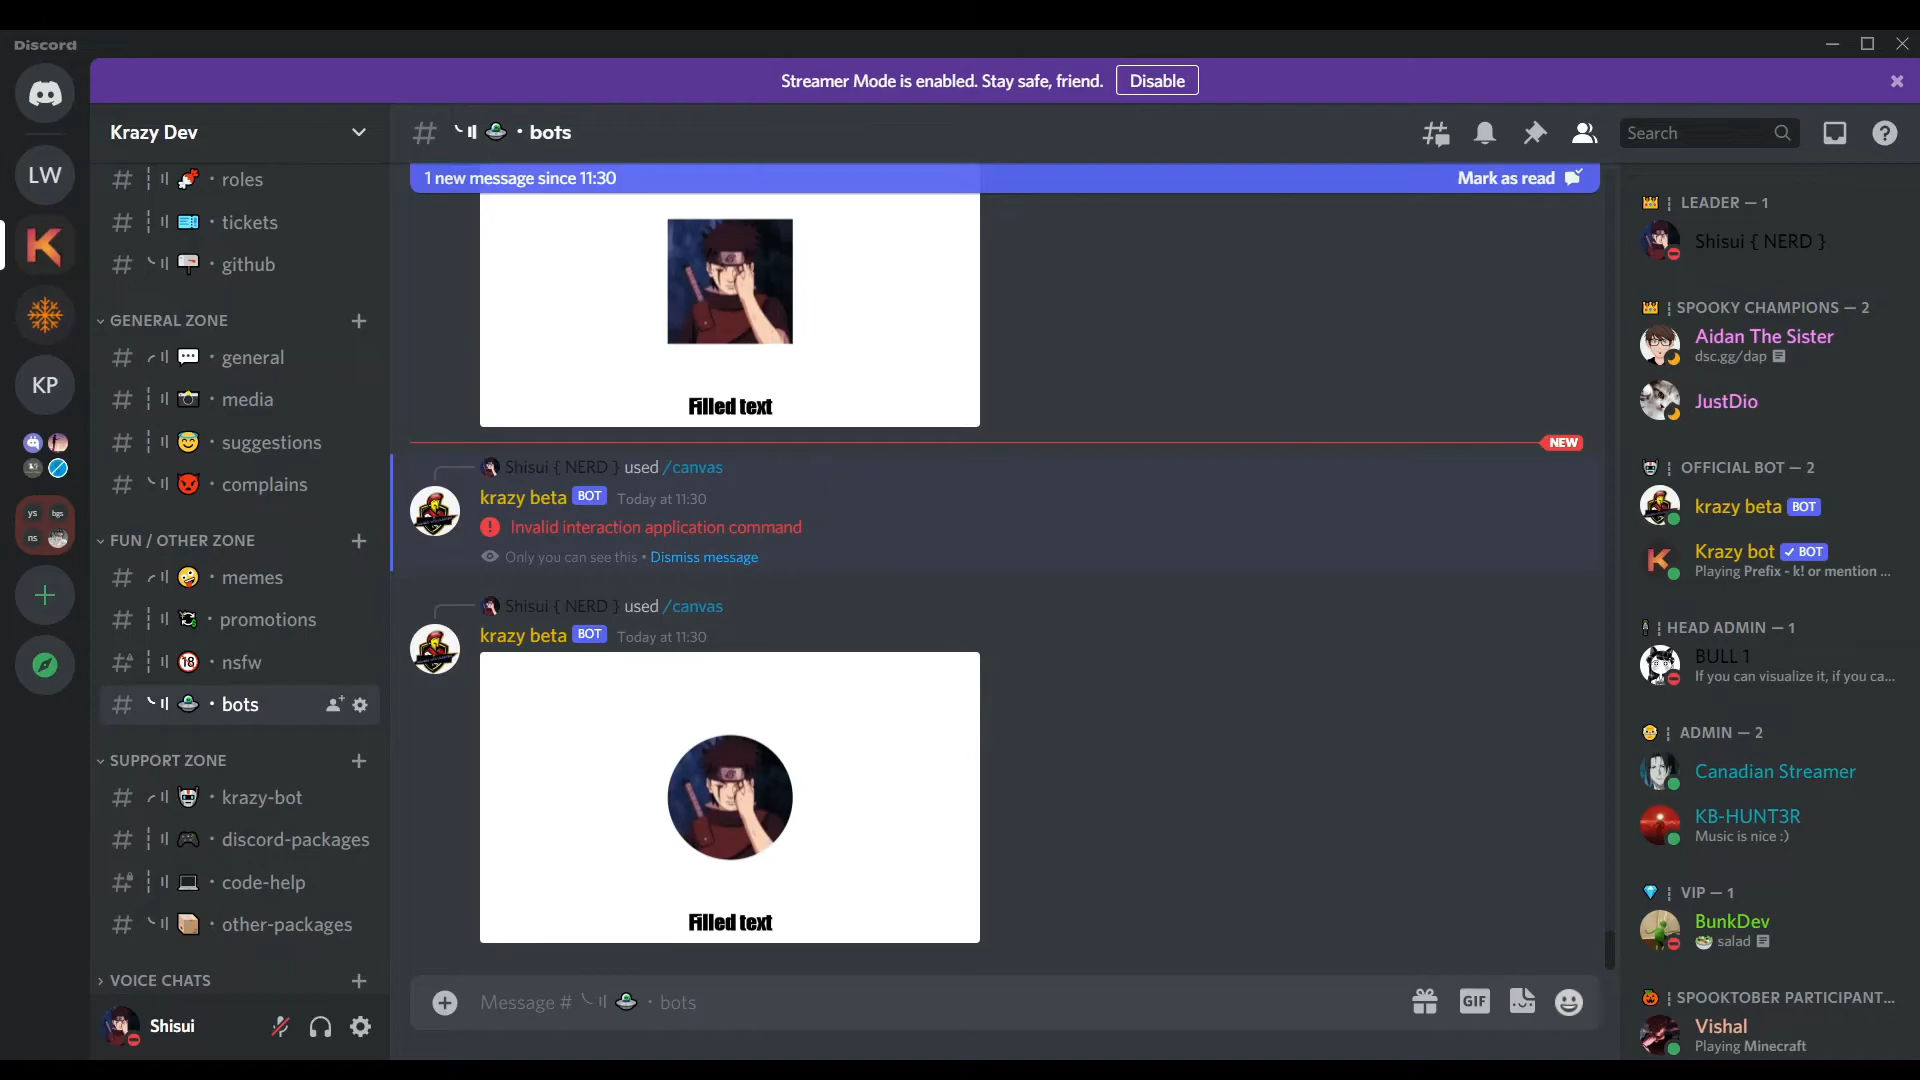 Discord
Streamer Mode is enabled. Stay safe, friend. Disable
LW
KP
ys bgs
ns
Krazy Dev
roles
tickets
github
GENERAL ZONE
general
media
suggestions
complains
FUN / OTHER ZONE
memes
promotions
nsfw
bots
SUPPORT ZONE
krazy-bot
discord-packages
code-help
other-packages
VOICE CHATS
Shisui
bots
Search
1 new message since 11:30 Mark as read
Filled text
NEW
Shisui { NERD } used /canvas
krazy beta BOT Today at 11:30
Invalid interaction application command
Only you can see this • Dismiss message
Shisui { NERD } used /canvas
krazy beta BOT Today at 11:30
Filled text
Message # bots
GIF
LEADER — 1
Shisui { NERD }
SPOOKY CHAMPIONS — 2
Aidan The Sister
dsc.gg/dap
JustDio
OFFICIAL BOT — 2
krazy beta BOT
Krazy bot ✓ BOT
Playing Prefix - k! or mention ...
HEAD ADMIN — 1
BULL 1
If you can visualize it, if you ca...
ADMIN — 2
Canadian Streamer
KB-HUNT3R
Music is nice :)
VIP — 1
BunkDev
salad
SPOOKTOBER PARTICIPANT...
Vishal
Playing Minecraft